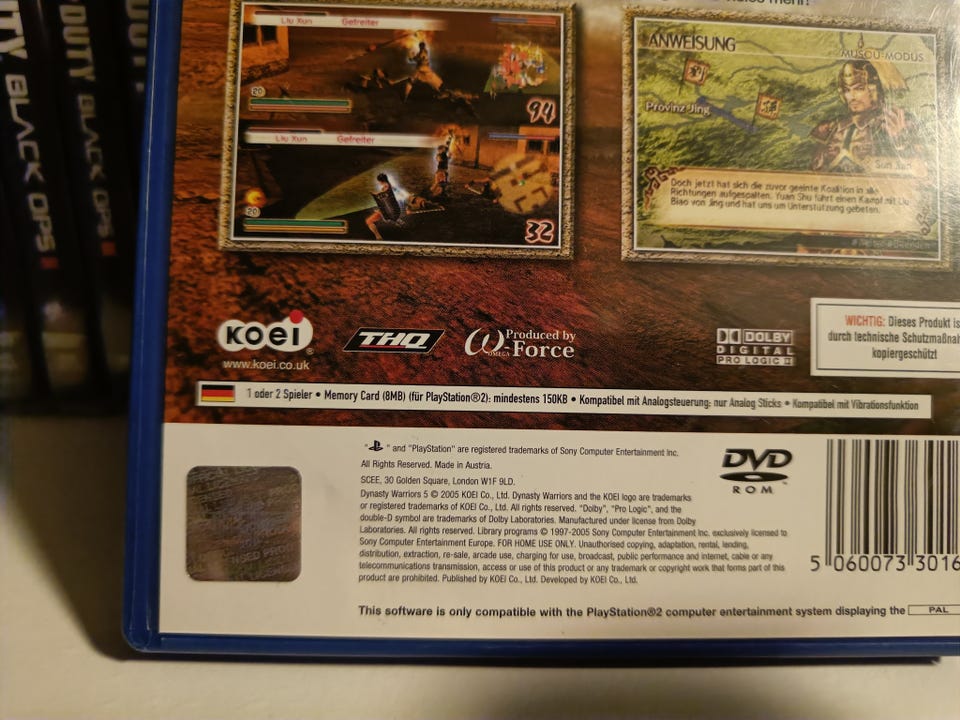 DUTY BLACK OPS
DUTY BLACK OPS
mehr!
Liu Xun Gefreiter
20
94
Liu Xun Gefreiter
20
32
ANWEISUNG
MUSOU-MODUS
Provinz Jing
Sun Jian
Doch jetzt hat sich die zuvor geeinte Koalition in alle
Richtungen aufgespalten. Yuan Shu führt einen Kampf mit Liu
Biao von Jing und hat uns um Unterstützung gebeten.
KOEI
www.koei.co.uk
THQ
Produced by
ω-Force
OMEGA
DOLBY
DIGITAL
PRO LOGIC II
WICHTIG: Dieses Produkt is
durch technische Schutzmaßnah
kopiergeschützt
1 oder 2 Spieler • Memory Card (8MB) (für PlayStation®2): mindestens 150KB • Kompatibel mit Analogsteuerung: nur Analog Sticks • Kompatibel mit Vibrationsfunktion
" " and "PlayStation" are registered trademarks of Sony Computer Entertainment Inc.
All Rights Reserved. Made in Austria.
SCEE, 30 Golden Square, London W1F 9LD.
Dynasty Warriors 5 © 2005 KOEI Co., Ltd. Dynasty Warriors and the KOEI logo are trademarks
or registered trademarks of KOEI Co., Ltd. All rights reserved. "Dolby", "Pro Logic", and the
double-D symbol are trademarks of Dolby Laboratories. Manufactured under license from Dolby
Laboratories. All rights reserved. Library programs © 1997-2005 Sony Computer Entertainment Inc. exclusively licensed to
Sony Computer Entertainment Europe. FOR HOME USE ONLY. Unauthorised copying, adaptation, rental, lending,
distribution, extraction, re-sale, arcade use, charging for use, broadcast, public performance and internet, cable or any
telecommunications transmission, access or use of this product or any trademark or copyright work that forms part of this
product are prohibited. Published by KOEI Co., Ltd. Developed by KOEI Co., Ltd.
DVD
ROM
5 060073 3016
This software is only compatible with the PlayStation®2 computer entertainment system displaying the PAL